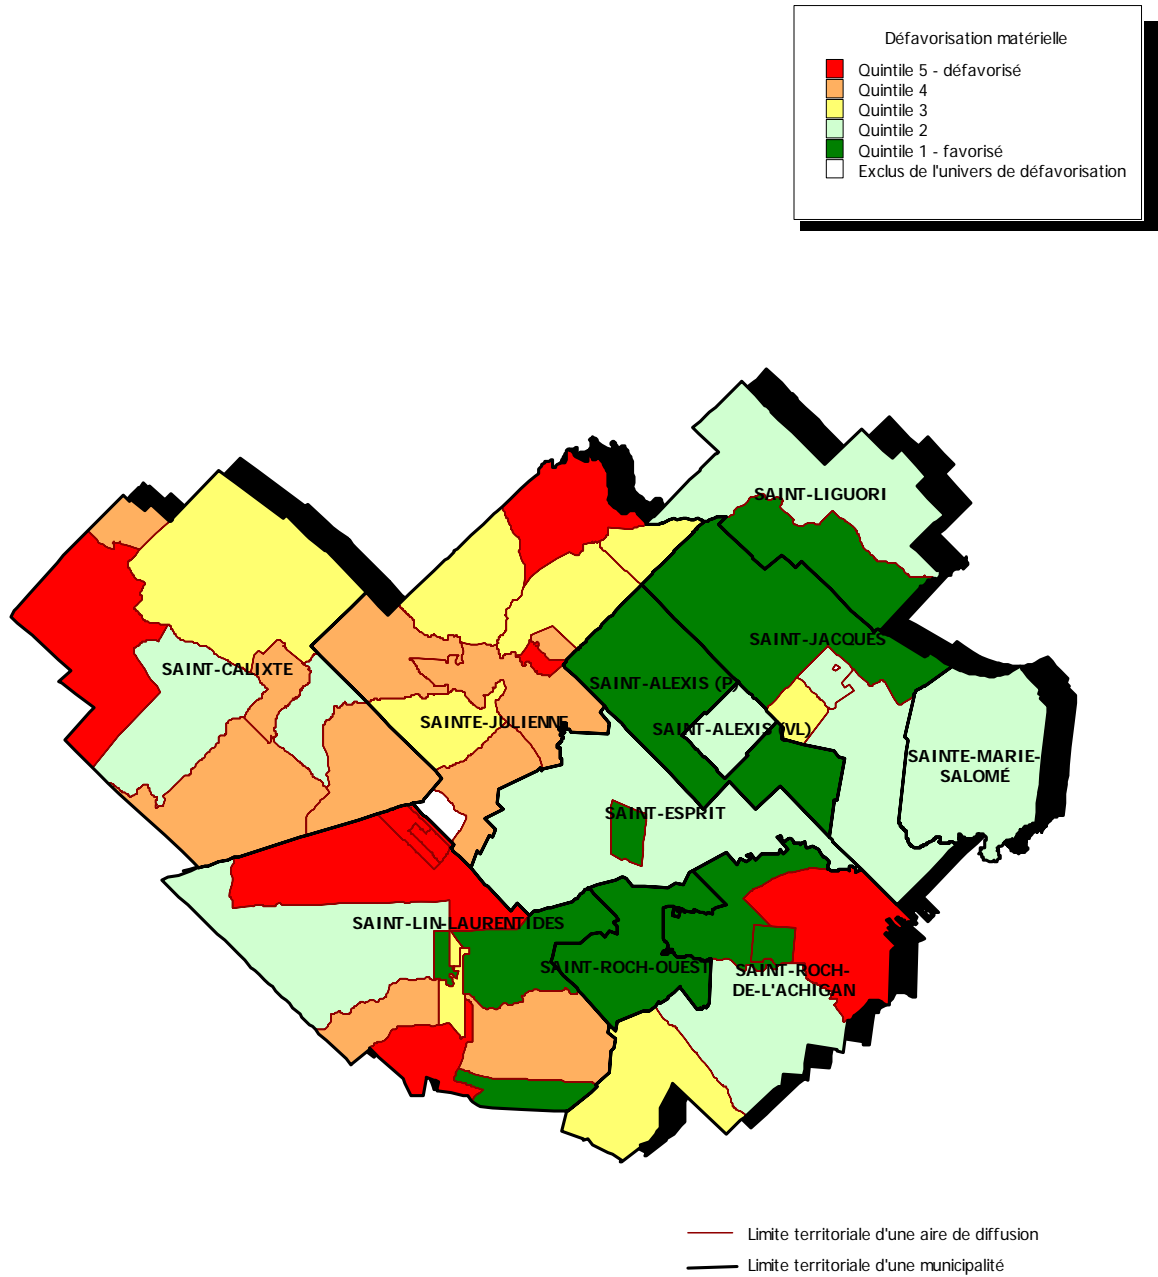 Défavorisation matérielle
Quintile 5 - défavorisé
Quintile 4
Quintile 3
Quintile 2
Quintile 1 - favorisé
Exclus de l'univers de défavorisation
SAINT-LIGUORI
SAINT-JACQUES
SAINT-CALIXTE
SAINT-ALEXIS (P)
SAINTE-JULIENNE
SAINT-ALEXIS (VL)
SAINTE-MARIE-
SALOMÉ
SAINT-ESPRIT
SAINT-LIN-LAURENTIDES
SAINT-ROCH-OUEST
SAINT-ROCH-
DE-L'ACHIGAN
Limite territoriale d'une aire de diffusion
Limite territoriale d'une municipalité